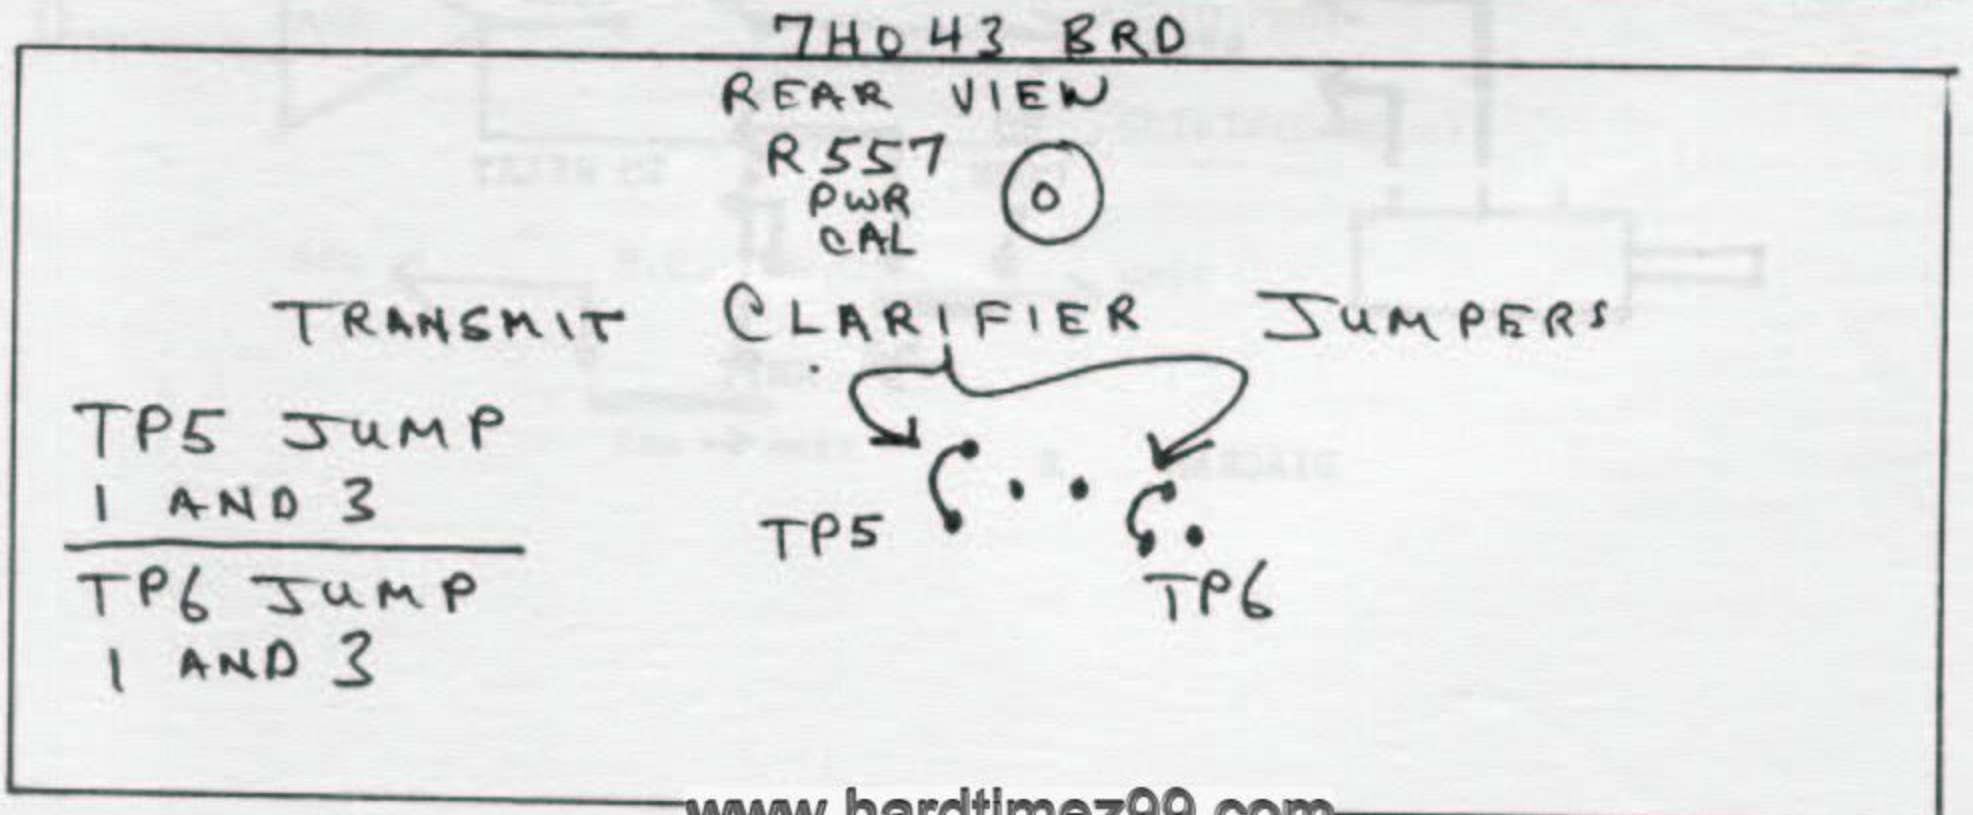 7H043 BRD
REAR VIEW
R557
PWR
CAL
TRANSMIT CLARIFIER JUMPERS
TP5 JUMP
1 AND 3
TP6 JUMP
1 AND 3
TP5
TP6
www.hardtimez99.com